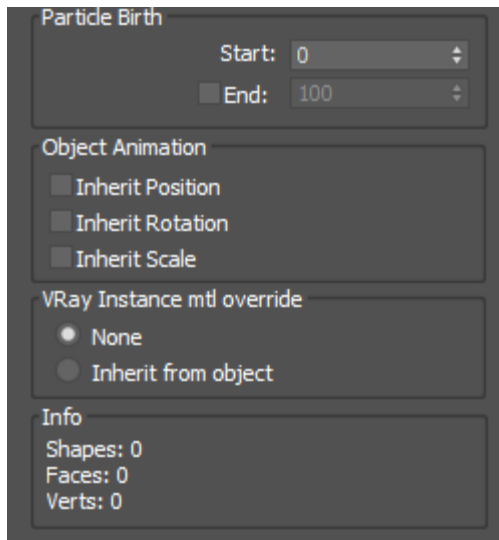 Particle Birth
Start: 0
End: 100
Object Animation
Inherit Position
Inherit Rotation
Inherit Scale
VRay Instance mtl override
None
Inherit from object
Info
Shapes: 0
Faces: 0
Verts: 0